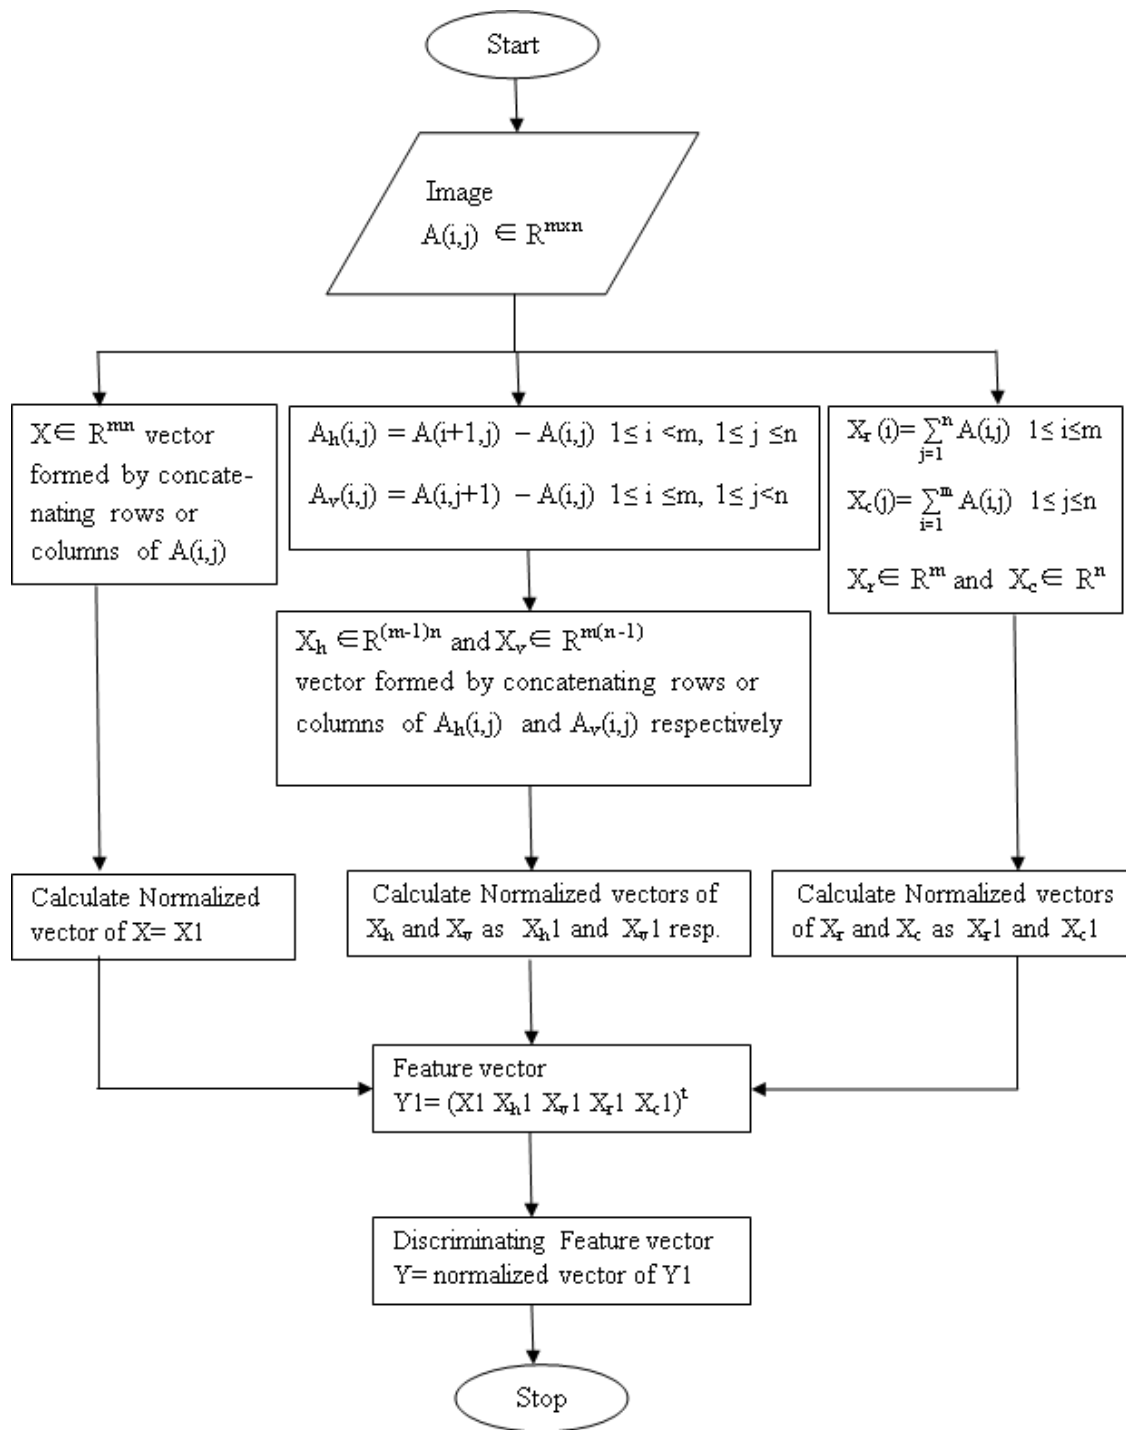 Start
Image
A(i,j) ∈ R^mxn
X∈ R^mn vector
formed by concate-
nating rows or
columns of A(i,j)
A_h(i,j) = A(i+1,j) – A(i,j) 1≤ i <m, 1≤ j ≤n
A_v(i,j) = A(i,j+1) – A(i,j) 1≤ i ≤m, 1≤ j<n
X_r (i)= ∑_{j=1}^n A(i,j) 1≤ i≤m
X_c(j)= ∑_{i=1}^m A(i,j) 1≤ j≤n
X_r ∈ R^m and X_c ∈ R^n
X_h ∈R^(m-1)n and X_v ∈ R^m(n-1)
vector formed by concatenating rows or
columns of A_h(i,j) and A_v(i,j) respectively
Calculate Normalized
vector of X= X1
Calculate Normalized vectors of
X_h and X_v as X_h1 and X_v1 resp.
Calculate Normalized vectors
of X_r and X_c as X_r1 and X_c1
Feature vector
Y1= (X1 X_h1 X_v1 X_r1 X_c1)^t
Discriminating Feature vector
Y= normalized vector of Y1
Stop